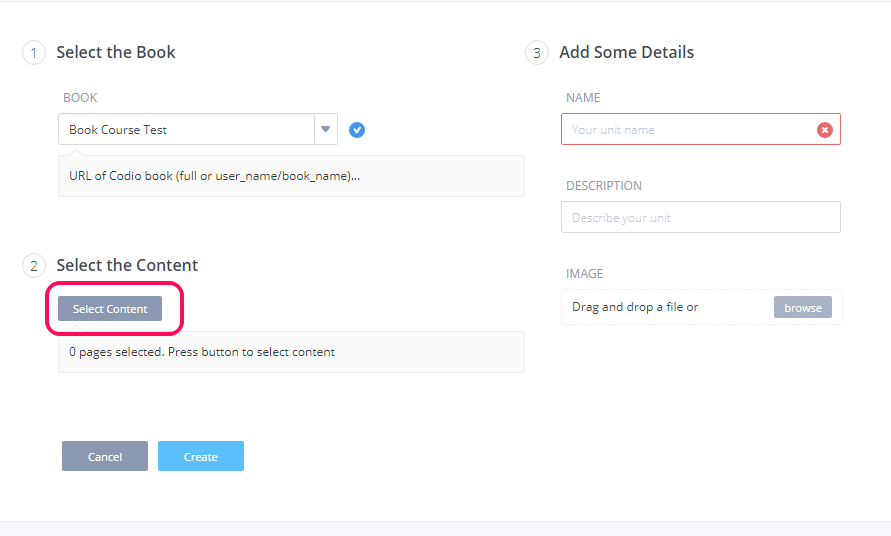 1 Select the Book
BOOK
Book Course Test
URL of Codio book (full or user_name/book_name)...
2 Select the Content
Select Content
0 pages selected. Press button to select content
Cancel Create
3 Add Some Details
NAME
Your unit name
DESCRIPTION
Describe your unit
IMAGE
Drag and drop a file or browse